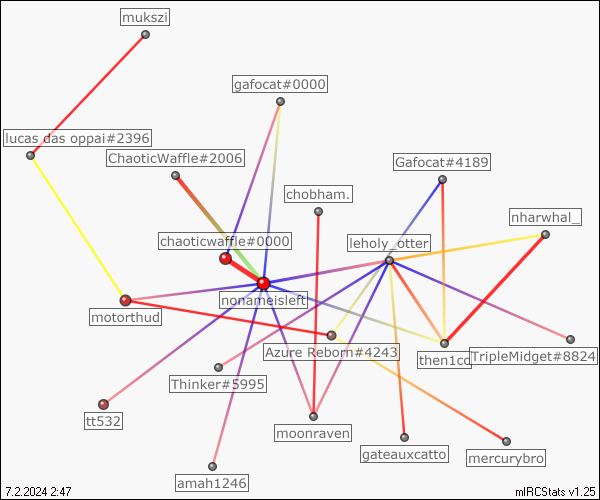 mukszi
gafocat#0000
lucas das oppai#2396
ChaoticWaffle#2006
Gafocat#4189
chobham.
nharwhal_
chaoticwaffle#0000
leholy_otter
nonameisleft
motorthud
Azure Reborn#4243
then1cc
TripleMidget#8824
Thinker#5995
tt532
moonraven
gateauxcatto
mercurybro
amah1246
7.2.2024 2:47
mIRCStats v1.25